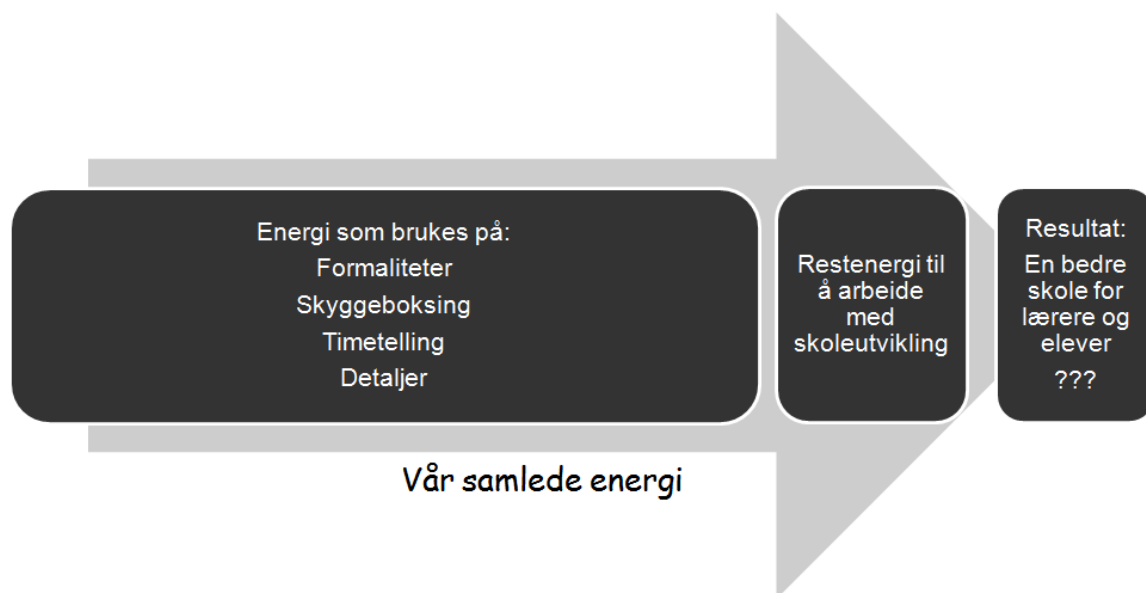 Energi som brukes på:
Formaliteter
Skyggeboksing
Timetelling
Detaljer
Restenergi til
å arbeide
med
skoleutvikling
Resultat:
En bedre
skole for
lærere og
elever
???
Vår samlede energi